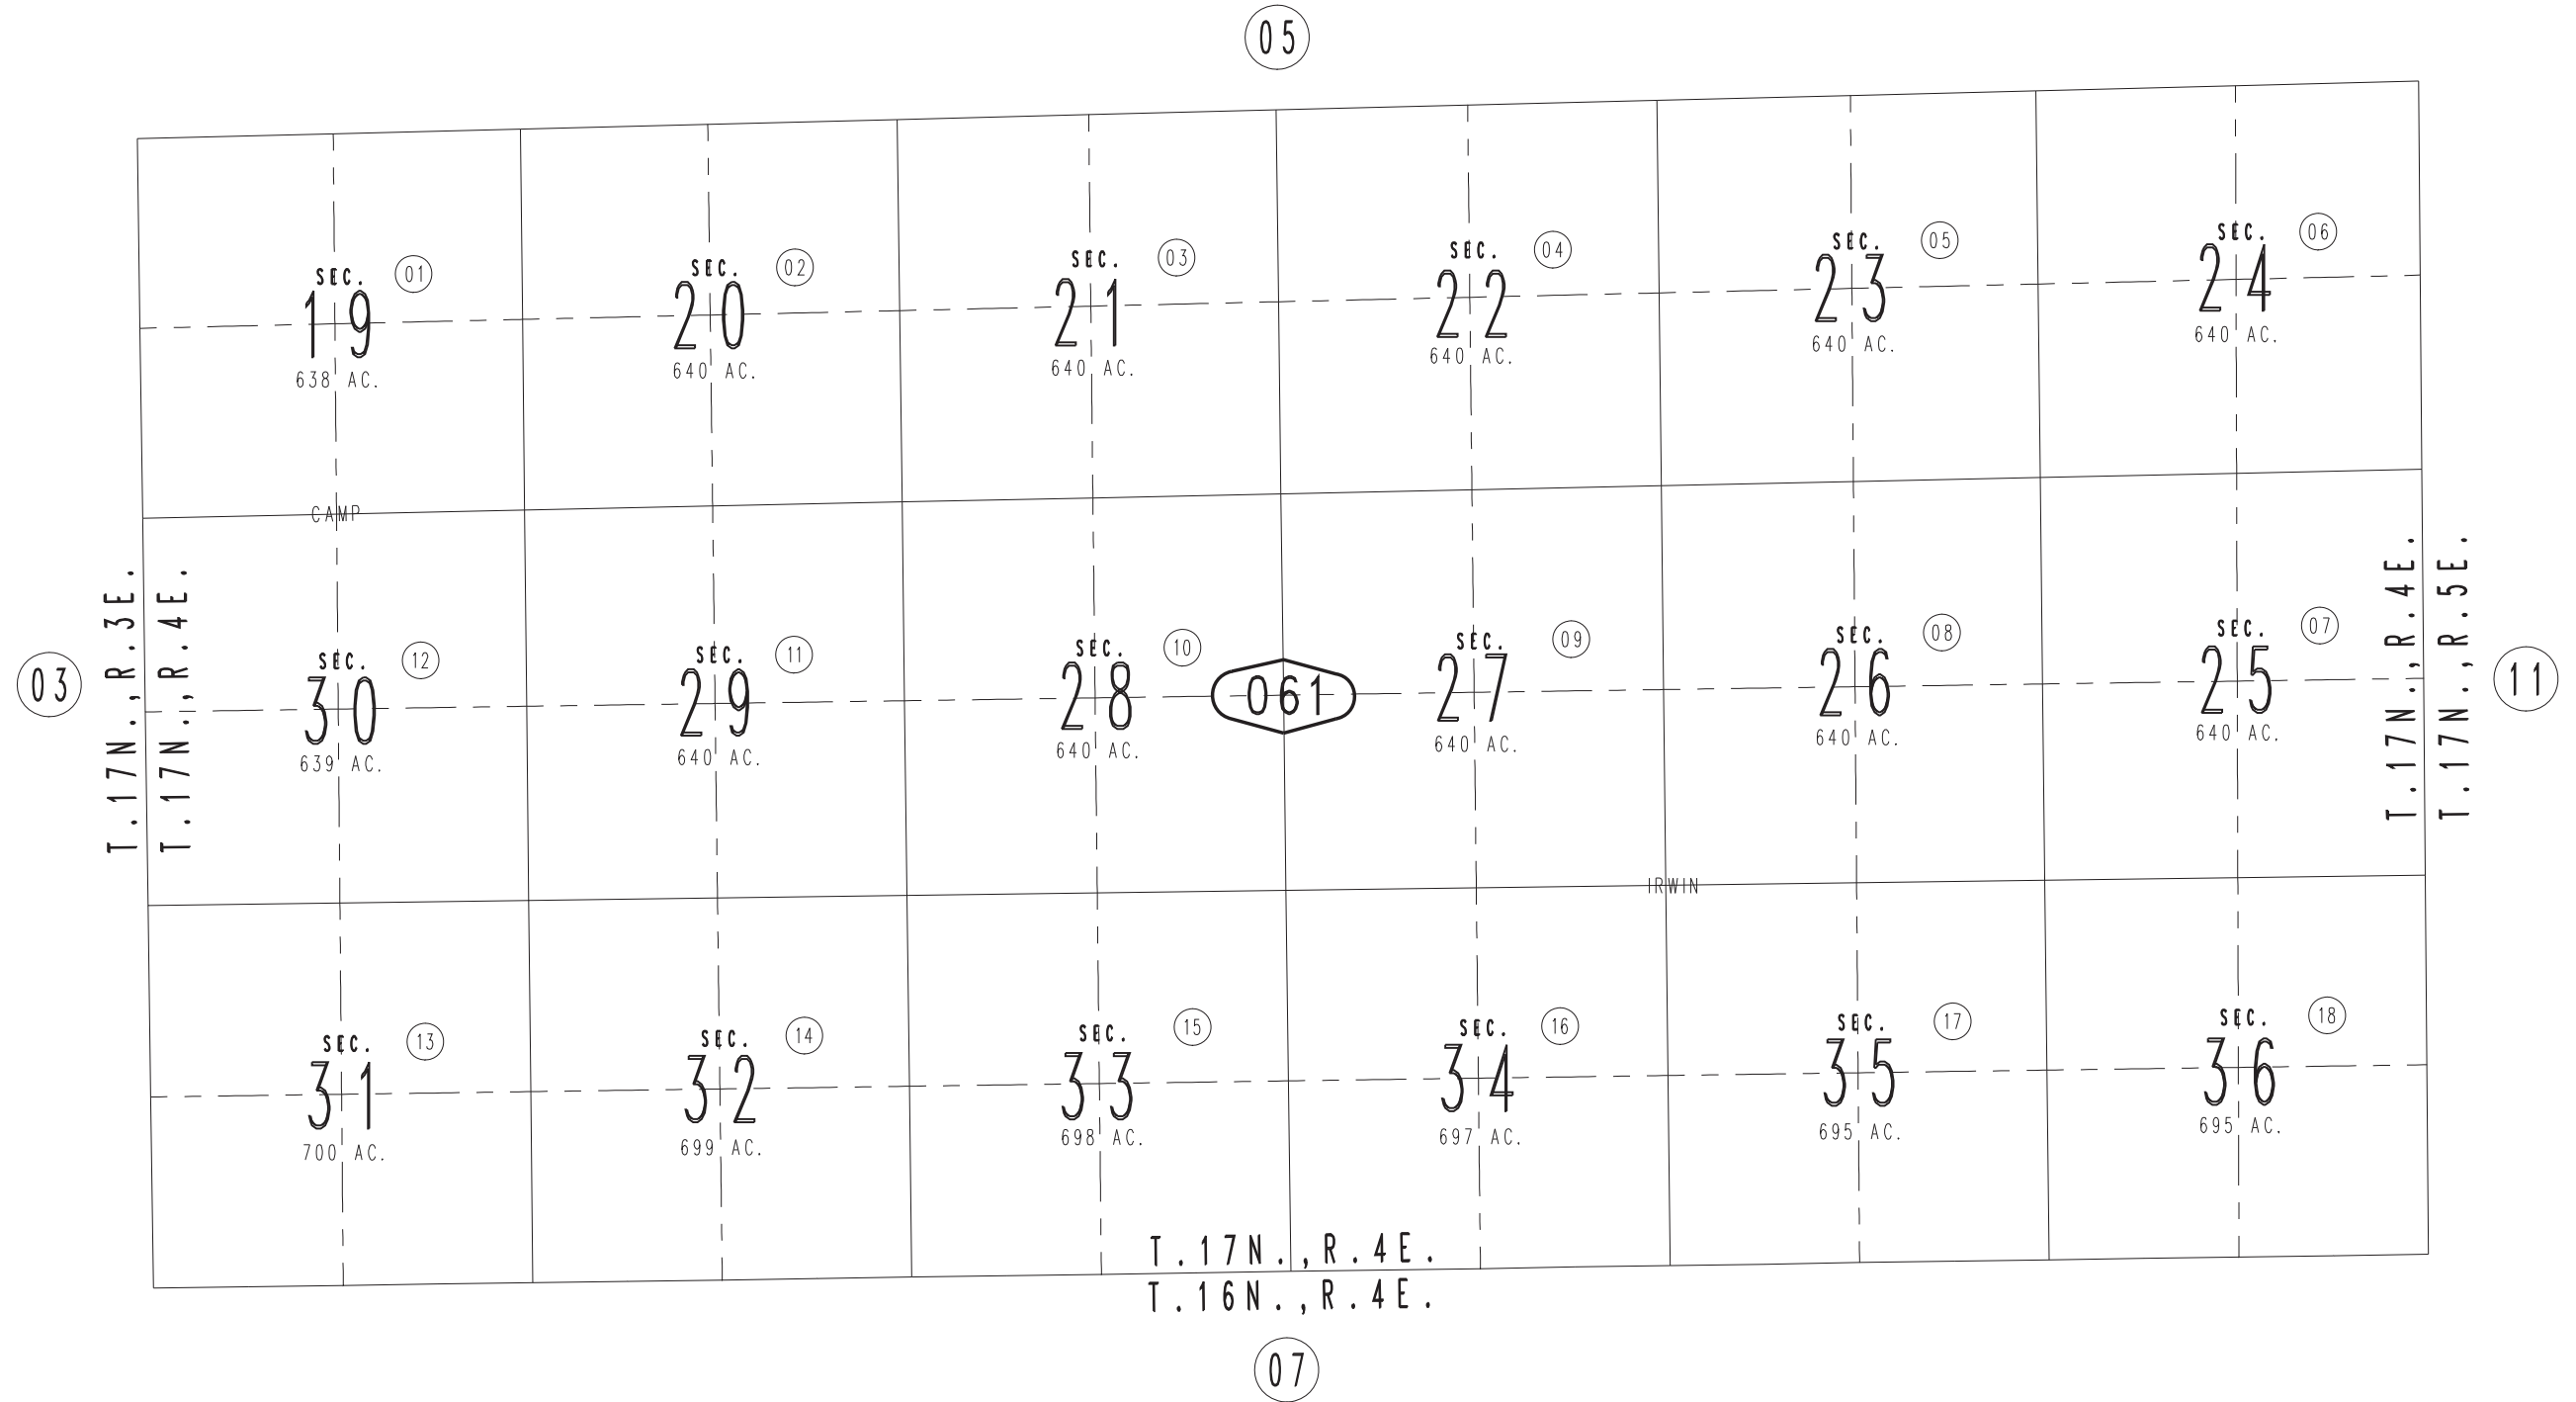 05
SEC. 01
19
638 AC.
SEC. 02
20
640 AC.
SEC. 03
21
640 AC.
SEC. 04
22
640 AC.
SEC. 05
23
640 AC.
SEC. 06
24
640 AC.
CAMP
03
T.17N.,R.3E.
T.17N.,R.4E.
SEC. 12
30
639 AC.
SEC. 11
29
640 AC.
SEC. 10
28
640 AC.
061
SEC. 09
27
640 AC.
SEC. 08
26
640 AC.
SEC. 07
25
640 AC.
T.17N.,R.4E.
T.17N.,R.5E.
11
IRWIN
SEC. 13
31
700 AC.
SEC. 14
32
699 AC.
SEC. 15
33
698 AC.
SEC. 16
34
697 AC.
SEC. 17
35
695 AC.
SEC. 18
36
695 AC.
T.17N.,R.4E.
T.16N.,R.4E.
07